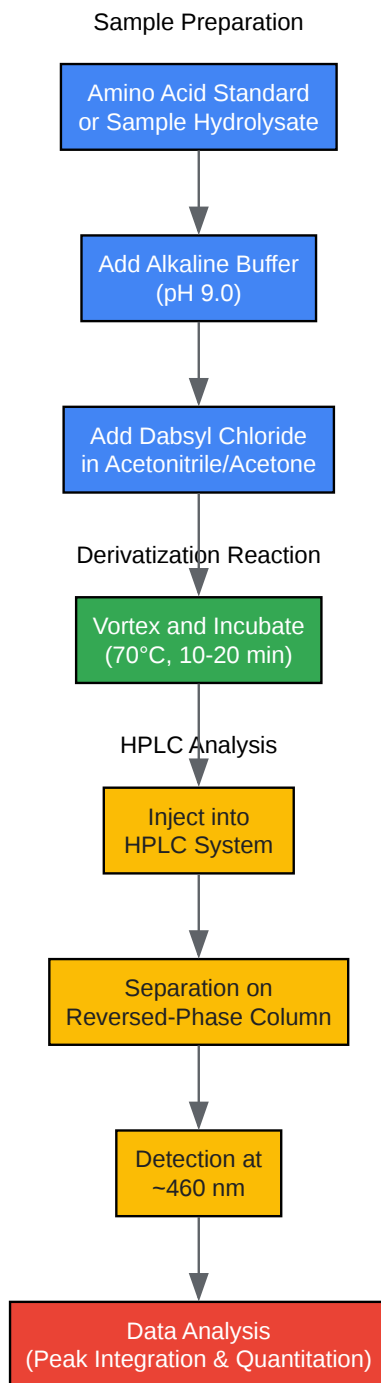 Sample Preparation
Amino Acid Standard
or Sample Hydrolysate
Add Alkaline Buffer
(pH 9.0)
Add Dabsyl Chloride
in Acetonitrile/Acetone
Derivatization Reaction
Vortex and Incubate
(70°C, 10-20 min)
HPLC Analysis
Inject into
HPLC System
Separation on
Reversed-Phase Column
Detection at
~460 nm
Data Analysis
(Peak Integration & Quantitation)